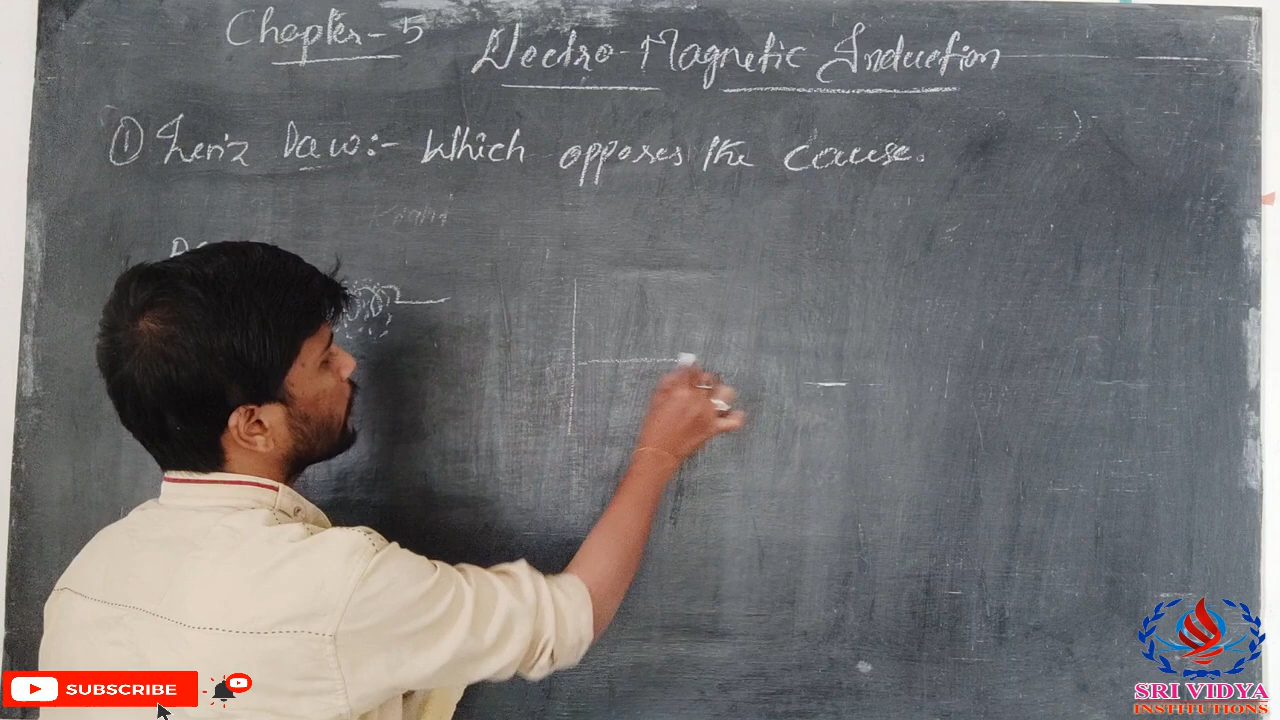 Chapter-5 Electro-Magnetic Induction
① Lenz Law:- Which opposes the cause.
SUBSCRIBE
SRI VIDYA
INSTITUTIONS